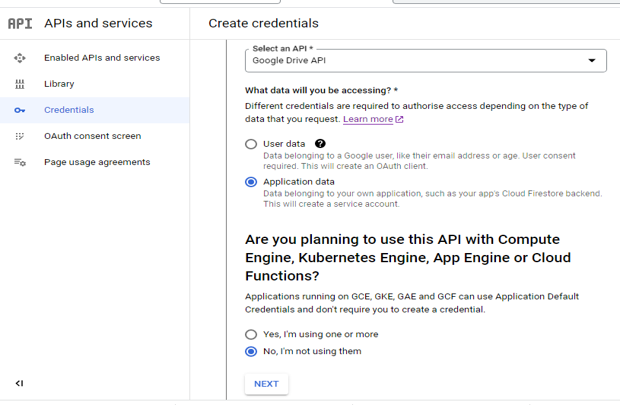 API APIs and services
Create credentials
Enabled APIs and services
Library
Credentials
OAuth consent screen
Page usage agreements
Select an API *
Google Drive API
What data will you be accessing? *
Different credentials are required to authorise access depending on the type of
data that you request. Learn more
User data ?
Data belonging to a Google user, like their email address or age. User consent
required. This will create an OAuth client.
Application data
Data belonging to your own application, such as your app's Cloud Firestore backend.
This will create a service account.
Are you planning to use this API with Compute
Engine, Kubernetes Engine, App Engine or Cloud
Functions?
Applications running on GCE, GKE, GAE and GCF can use Application Default
Credentials and don't require you to create a credential.
Yes, I'm using one or more
No, I'm not using them
NEXT